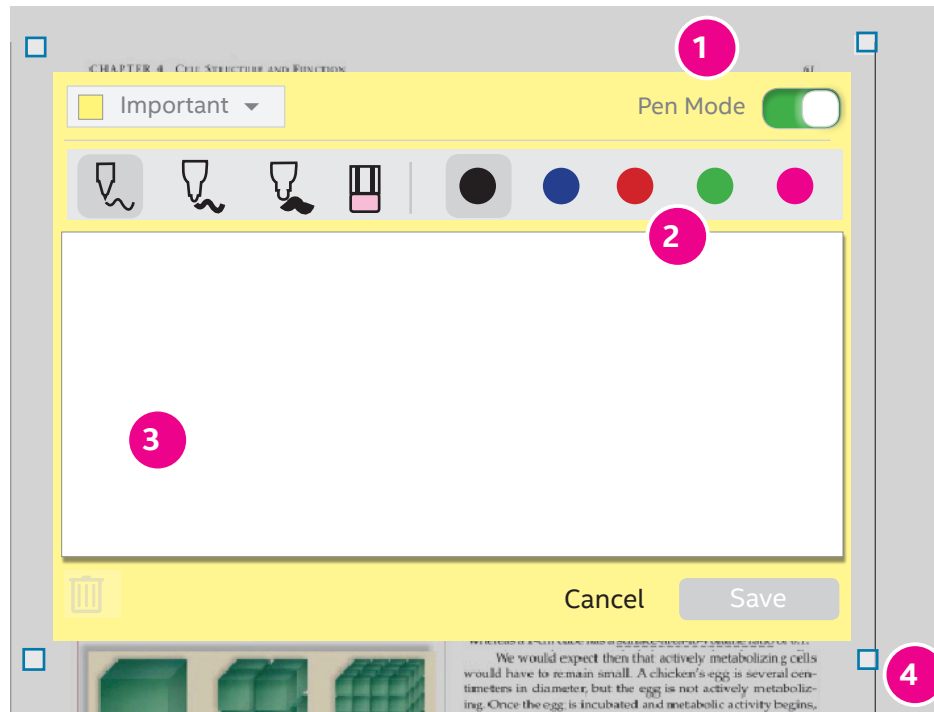 1
CHAPTER 4 CELL STRUCTURE AND FUNCTION 61
Important Pen Mode
2
3
Cancel Save
We would expect then that actively metabolizing cells
would have to remain small. A chicken's egg is several cen-
4
timeters in diameter, but the egg is not actively metaboliz-
ing. Once the egg is incubated and metabolic activity begins,